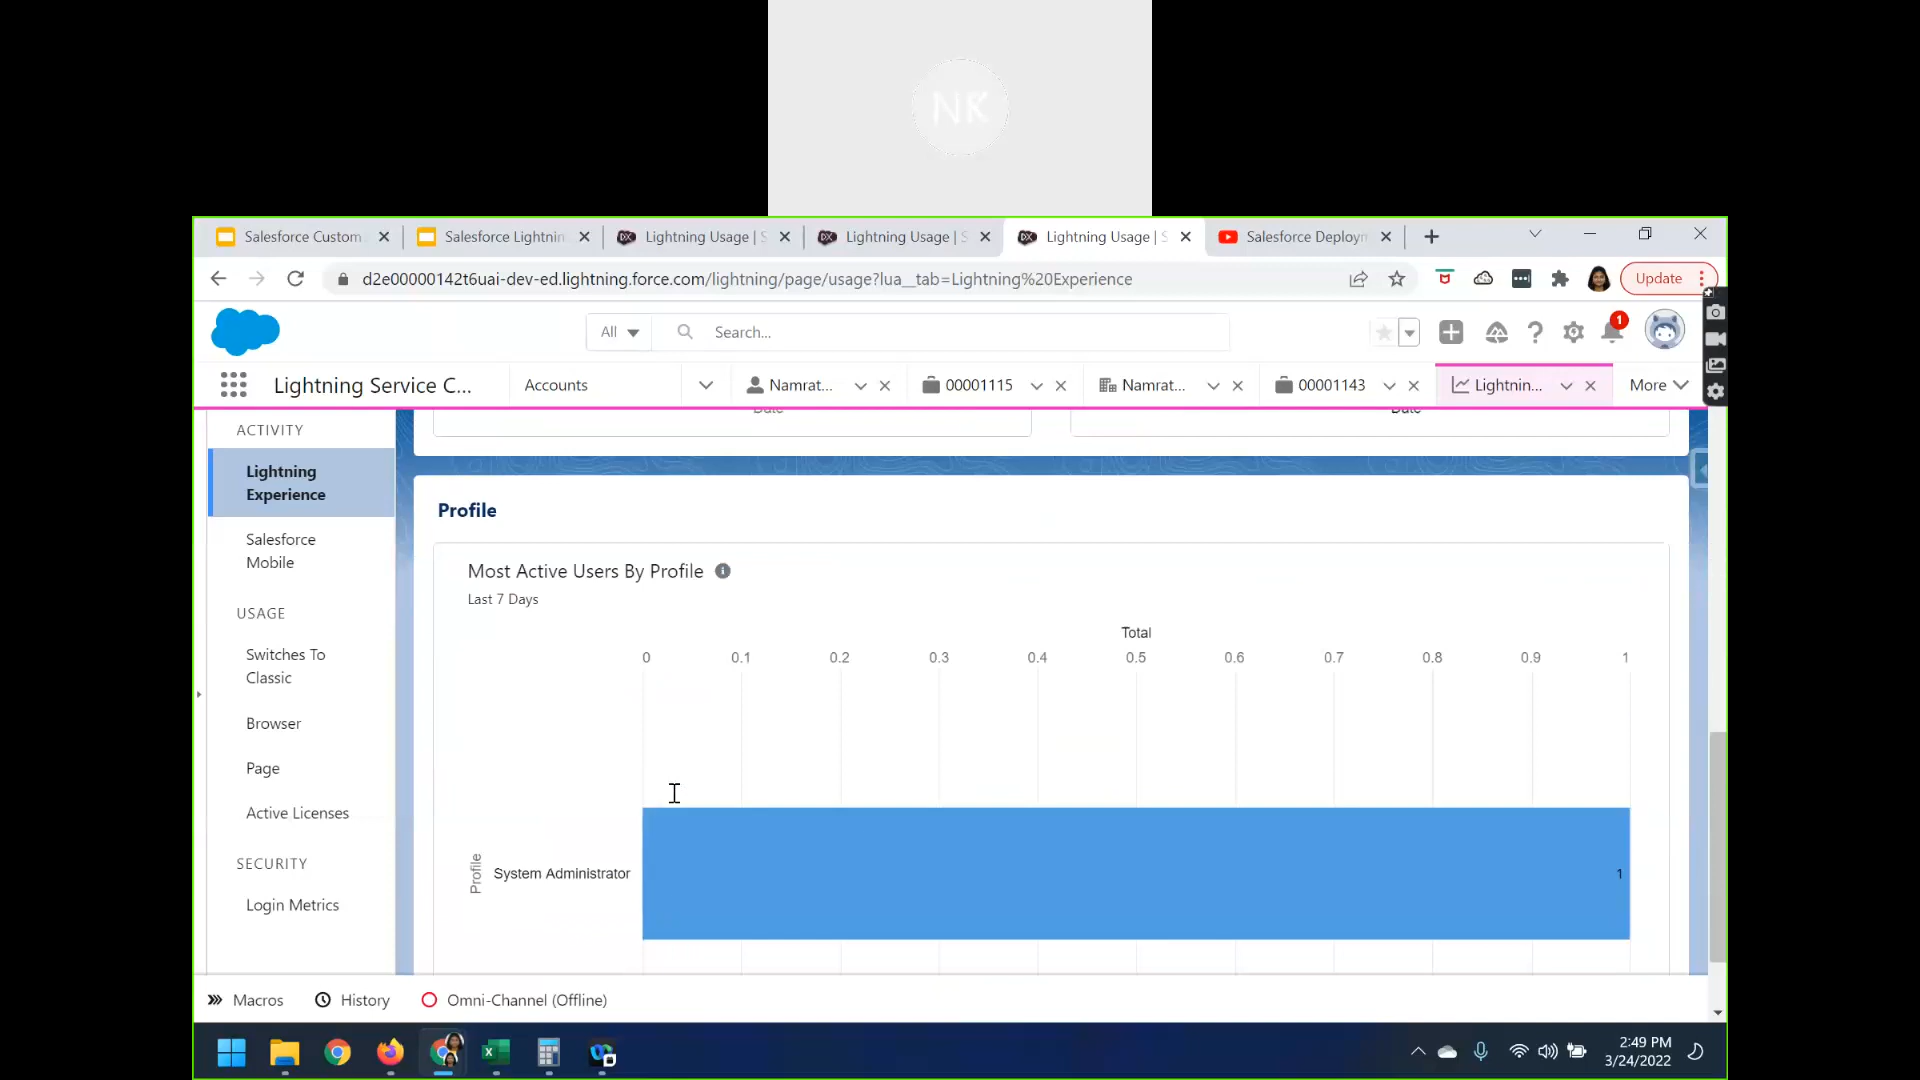 NK
Salesforce Custom
Salesforce Lightnin
Lightning Usage | S
Lightning Usage | S
Lightning Usage | S
Salesforce Deploym
d2e00000142t6uai-dev-ed.lightning.force.com/lightning/page/usage?lua__tab=Lightning%20Experience
Update
All
Search...
1
Lightning Service C...
Accounts
Namrat...
00001115
Namrat...
00001143
Lightnin...
More
Date
Date
ACTIVITY
Lightning
Experience
Salesforce
Mobile
USAGE
Switches To
Classic
Browser
Page
Active Licenses
SECURITY
Login Metrics
Profile
Most Active Users By Profile
Last 7 Days
Total
0 0.1 0.2 0.3 0.4 0.5 0.6 0.7 0.8 0.9 1
Profile
System Administrator
1
Macros
History
Omni-Channel (Offline)
2:49 PM
3/24/2022